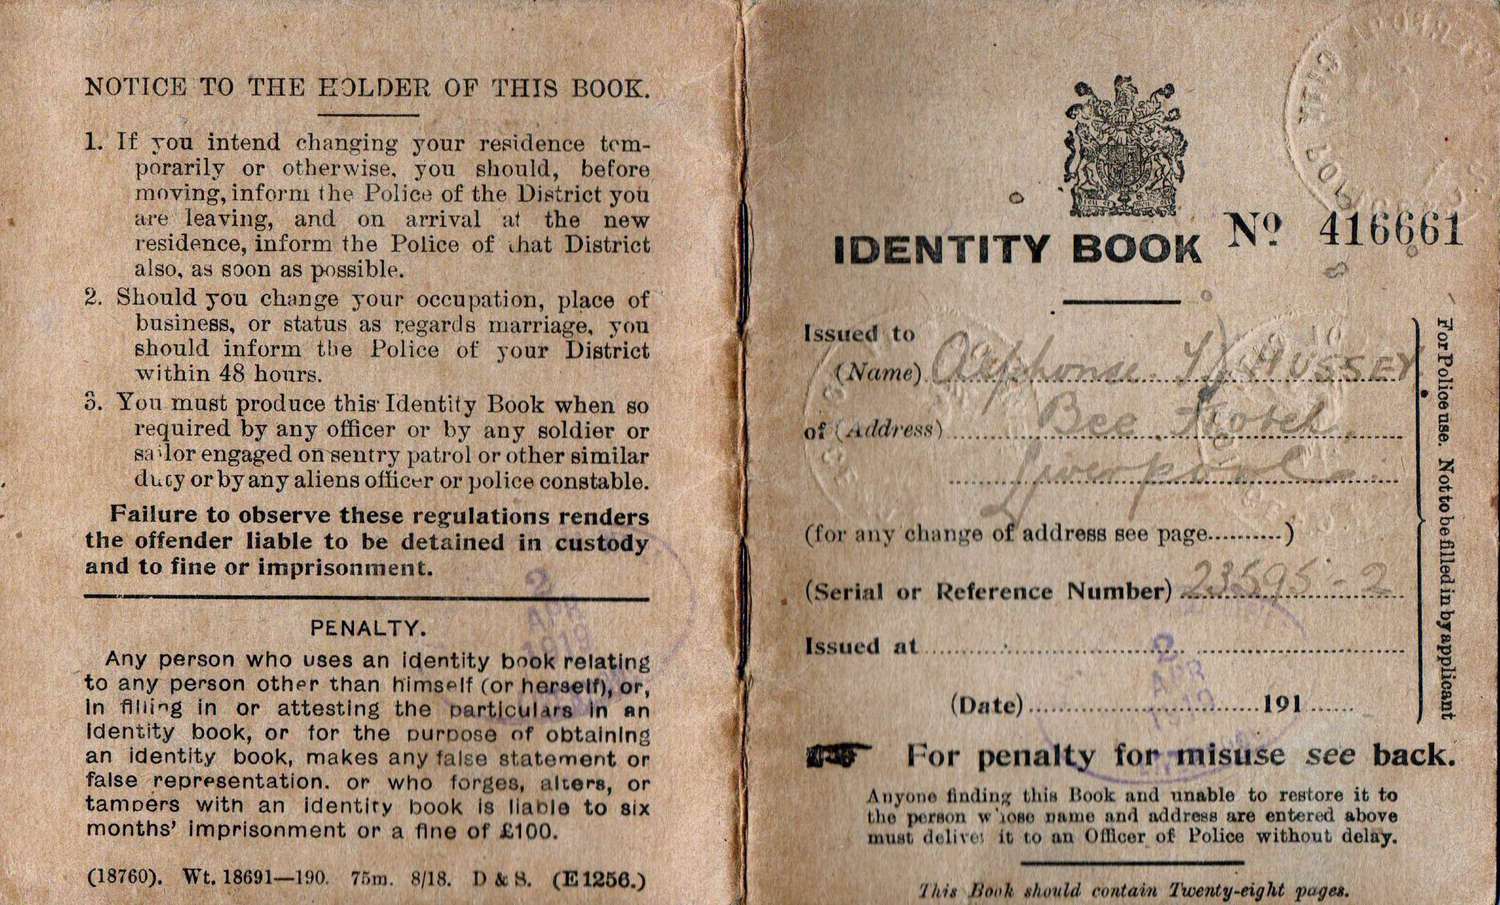 NOTICE TO THE HOLDER OF THIS BOOK.
1. If you intend changing your residence tem-
porarily or otherwise, you should, before
moving, inform the Police of the District you
are leaving, and on arrival at the new
residence, inform the Police of that District
also, as soon as possible.
2. Should you change your occupation, place of
business, or status as regards marriage, you
should inform the Police of your District
within 48 hours.
3. You must produce this Identity Book when so
required by any officer or by any soldier or
sailor engaged on sentry patrol or other similar
duty or by any aliens officer or police constable.
Failure to observe these regulations renders
the offender liable to be detained in custody
and to fine or imprisonment.
PENALTY.
Any person who uses an identity book relating
to any person other than himself (or herself), or,
in filling in or attesting the particulars in an
identity book, or for the purpose of obtaining
an identity book, makes any false statement or
false representation. or who forges, alters, or
tampers with an identity book is liable to six
months' imprisonment or a fine of £100.
(18760). Wt. 18691—190. 75m. 8/18. D & S. (E1256.)
2
APR
1919
IDENTITY BOOK No. 416661
Issued to
(Name) Alphonse HUSSEY
of (Address) Bee Hotel
Liverpool
(for any change of address see page..........)
(Serial or Reference Number) 23595-2
Issued at
2
APR
1919
(Date) 191
For penalty for misuse see back.
Anyone finding this Book and unable to restore it to
the person whose name and address are entered above
must deliver it to an Officer of Police without delay.
This Book should contain Twenty-eight pages.
For Police use. Not to be filled in by applicant